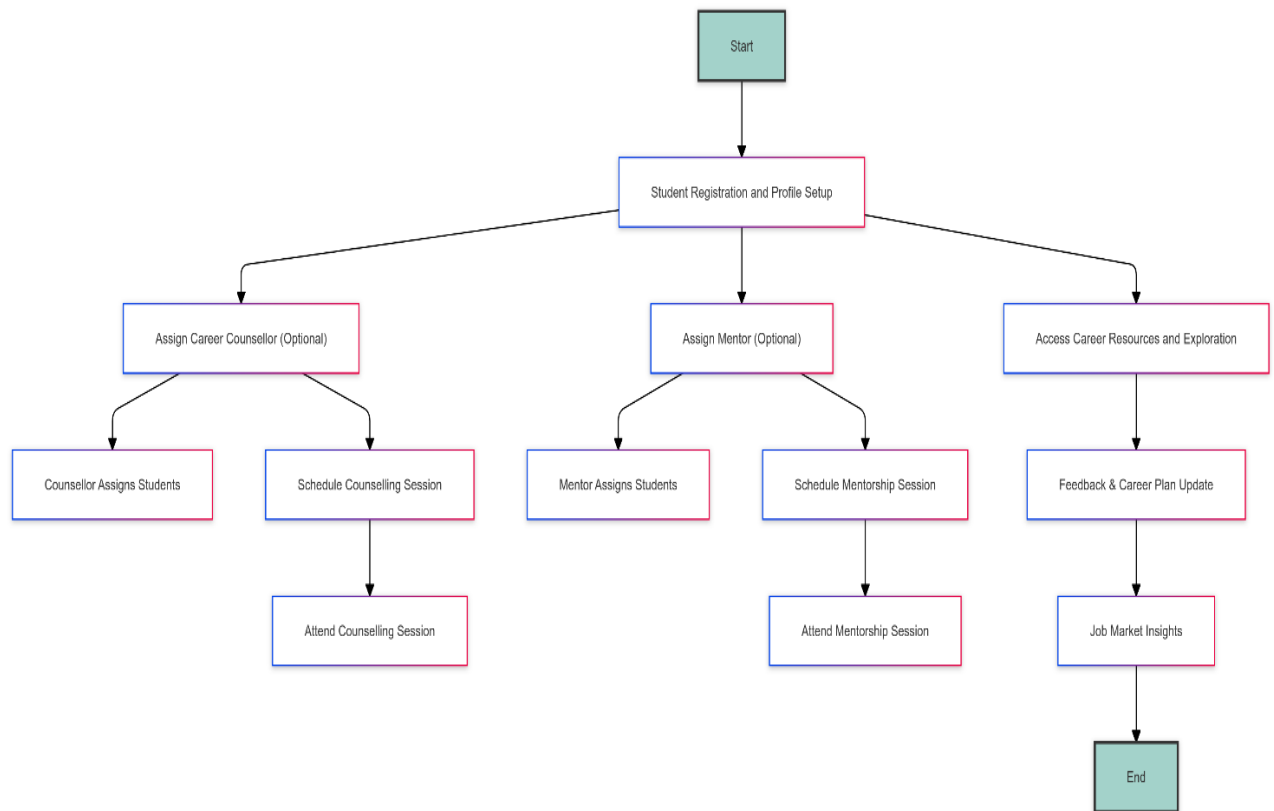 Start
Student Registration and Profile Setup
Assign Career Counsellor (Optional)
Assign Mentor (Optional)
Access Career Resources and Exploration
Counsellor Assigns Students
Schedule Counselling Session
Mentor Assigns Students
Schedule Mentorship Session
Feedback & Career Plan Update
Attend Counselling Session
Attend Mentorship Session
Job Market Insights
End